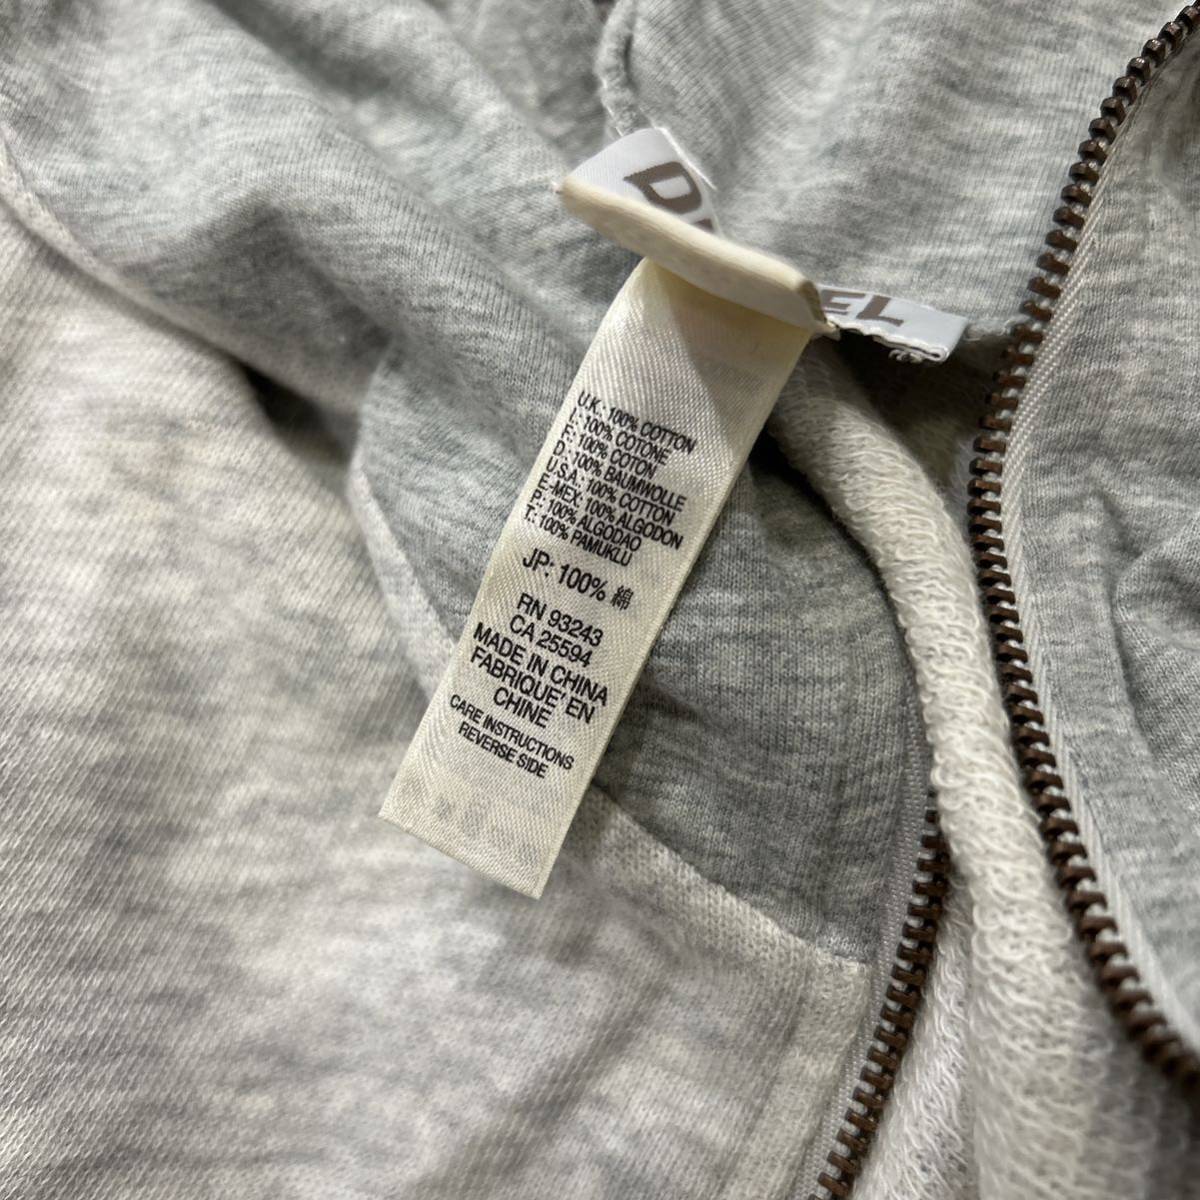 D
EL
U.K.: 100% COTTON
I.: 100% COTONE
F.: 100% COTON
D.: 100% BAUMWOLLE
U.S.A.: 100% COTTON
E-MEX: 100% ALGODON
P.: 100% ALGODAO
T.: 100% PAMUKLU
JP: 100% 綿
RN 93243
CA 25594
MADE IN CHINA
FABRIQUE' EN
CHINE
CARE INSTRUCTIONS
REVERSE SIDE